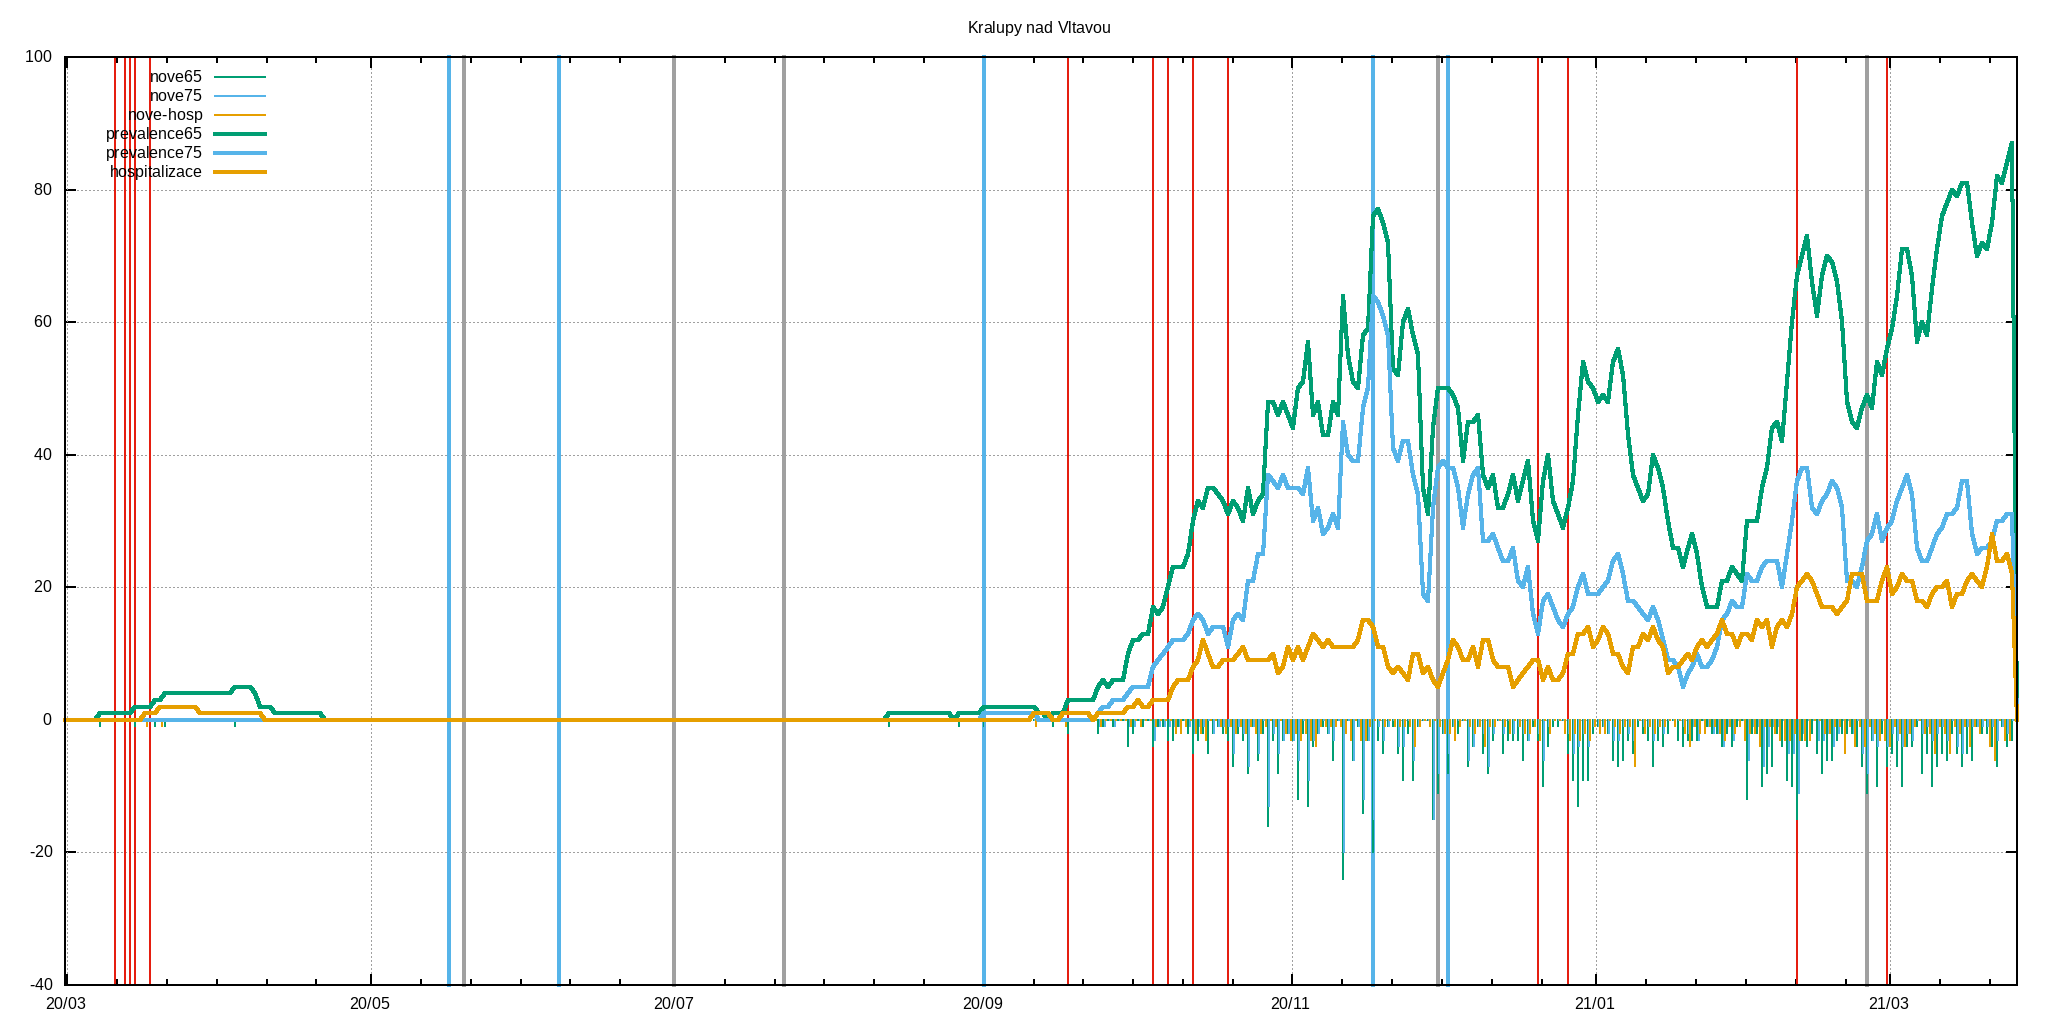 Kralupy nad Vltavou
100
nove65
nove75
nove-hosp
prevalence65
prevalence75
hospitalizace
80
60
40
20
0
-20
-40
20/03 20/05 20/07 20/09 20/11 21/01 21/03